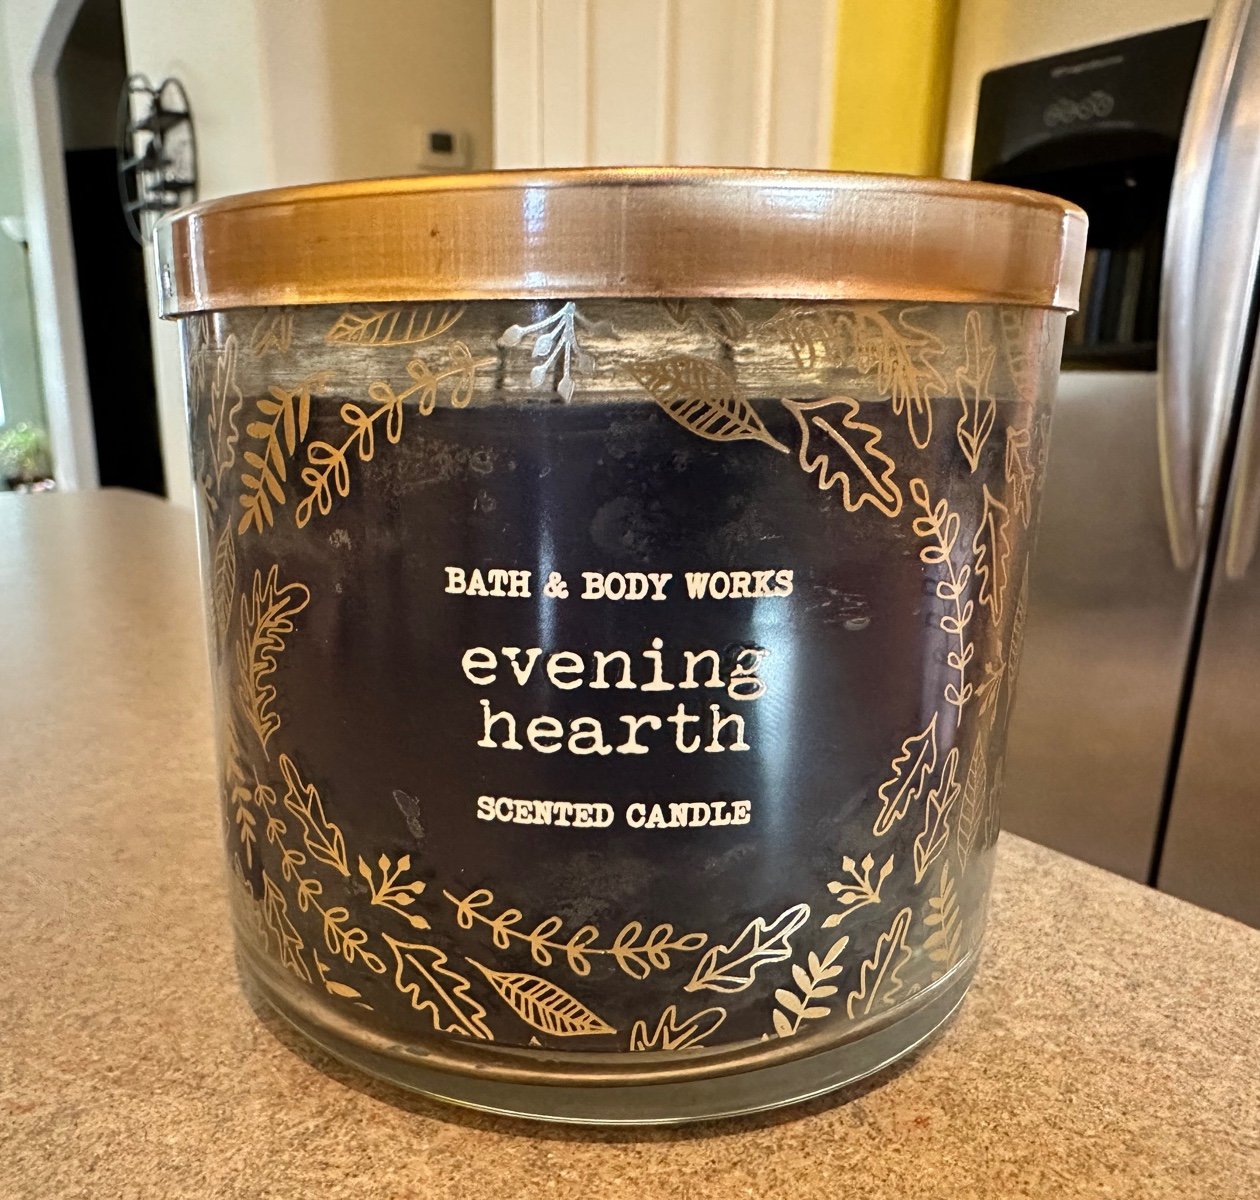 BATH & BODY WORKS
evening
hearth
SCENTED CANDLE